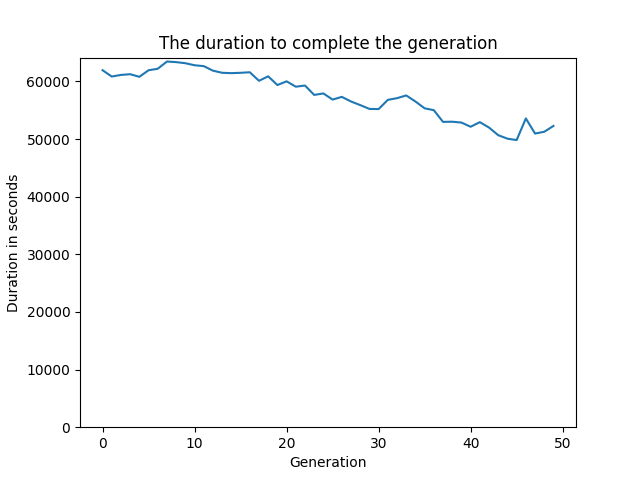 The duration to complete the generation
Duration in seconds
60000
50000
40000
30000
20000
10000
0
0 10 20 30 40 50
Generation